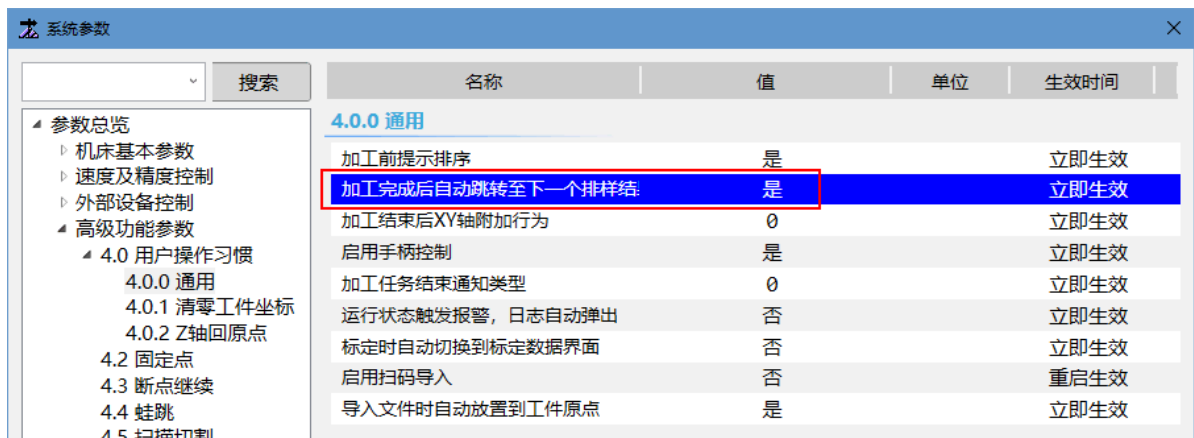 系统参数
搜索
名称 值 单位 生效时间
参数总览
机床基本参数
速度及精度控制
外部设备控制
高级功能参数
4.0 用户操作习惯
4.0.0 通用
4.0.1 清零工件坐标
4.0.2 Z轴回原点
4.2 固定点
4.3 断点继续
4.4 蛙跳
4.5 扫描切割
4.0.0 通用
加工前提示排序 是 立即生效
加工完成后自动跳转至下一个排样结 是 立即生效
加工结束后XY轴附加行为 0 立即生效
启用手柄控制 是 立即生效
加工任务结束通知类型 0 立即生效
运行状态触发报警，日志自动弹出 否 立即生效
标定时自动切换到标定数据界面 否 立即生效
启用扫码导入 否 重启生效
导入文件时自动放置到工件原点 是 立即生效